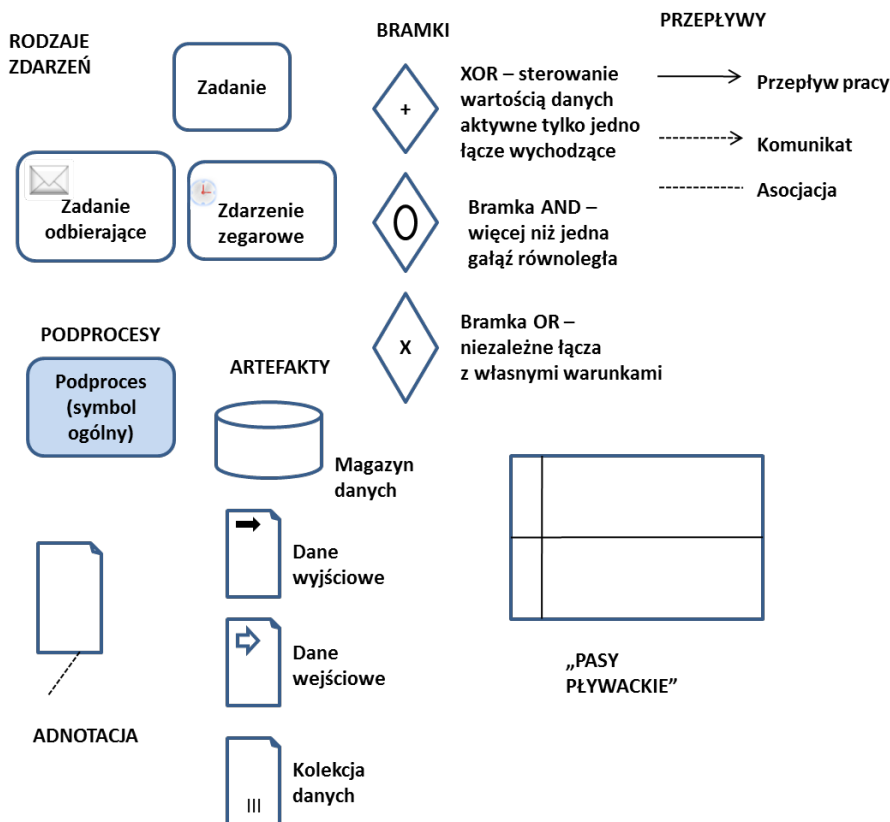 RODZAJE
ZDARZEŃ
Zadanie
Zadanie
odbierające
Zdarzenie
zegarowe
BRAMKI
+
XOR – sterowanie
wartością danych
aktywne tylko jedno
łącze wychodzące
O
Bramka AND –
więcej niż jedna
gałąź równoległa
X
Bramka OR –
niezależne łącza
z własnymi warunkami
PRZEPŁYWY
Przepływ pracy
Komunikat
Asocjacja
PODPROCESY
Podproces
(symbol
ogólny)
ARTEFAKTY
Magazyn
danych
Dane
wyjściowe
Dane
wejściowe
Kolekcja
danych
III
ADNOTACJA
„PASY
PŁYWACKIE”